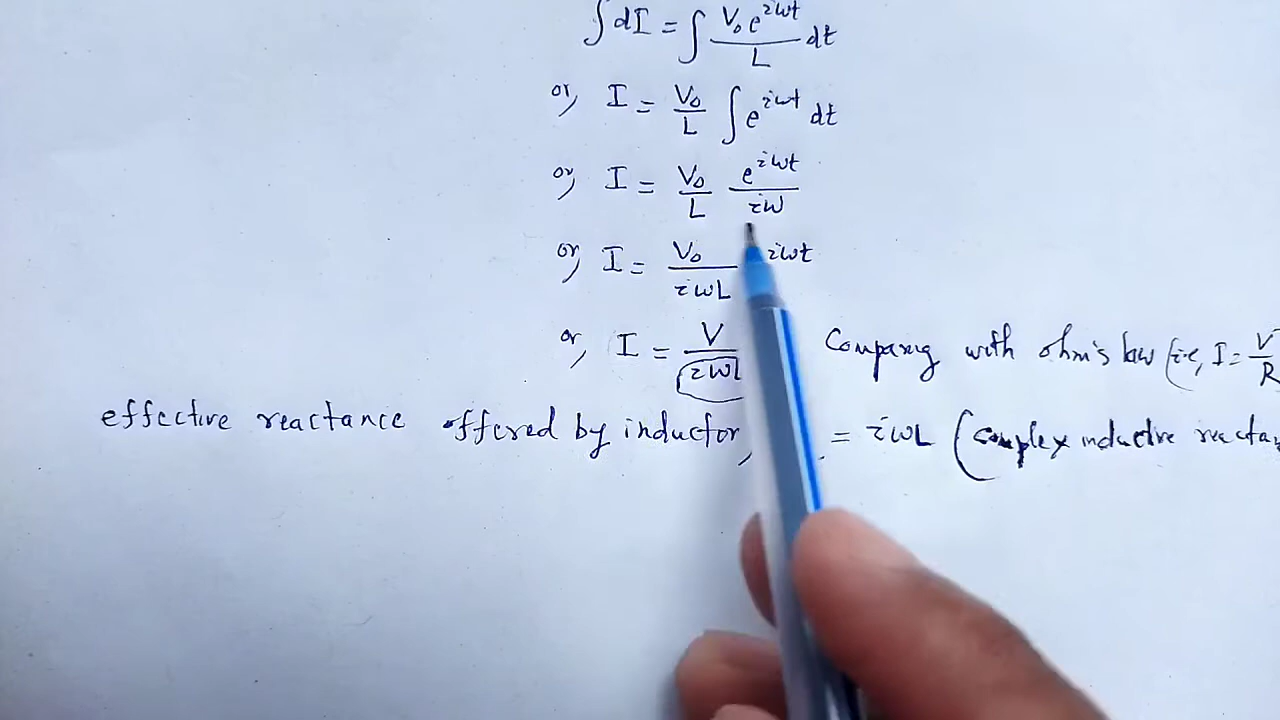 ∫dI = ∫ V₀e^{iωt}/L dt
or, I = V₀/L ∫e^{iωt} dt
or, I = V₀/L e^{iωt}/iω
or, I = V₀/iωL iωt
or, I = V/iωL Comparing with ohm's law (i.e, I = V/R
effective reactance offered by inductor, = iωL (complex inductive reactan